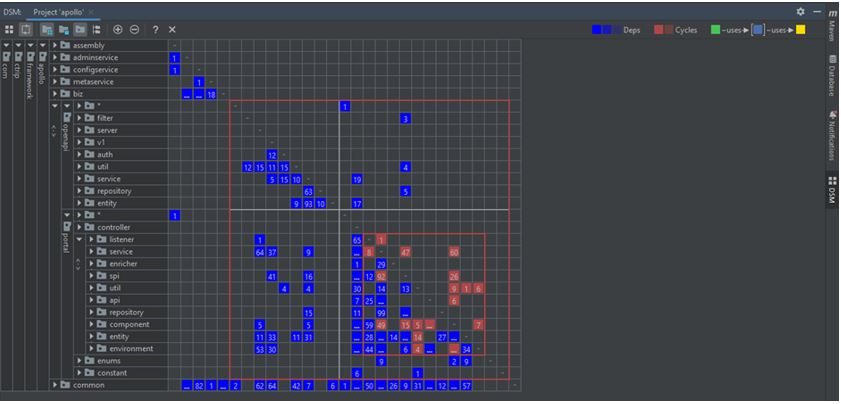 DSM: Project 'apollo' ×
Deps Cycles —uses→ [ ] —uses→
com ctrip framework apollo
assembly -
adminservice 1 -
configservice 1 -
metaservice 1 -
biz ... ... 18 -
openapi
* - 1
filter - 3
server -
v1 -
auth 12 -
util 12 15 11 15 - 4
service 5 15 10 - 19
repository 63 - 5
entity 9 93 10 - 17
portal
* 1 -
controller -
listener 1 65 - 1
service 64 37 9 ... 8 - 47 60
enricher 1 29 -
spi 41 16 ... 12 92 - 26
util 4 4 30 14 13 - 9 1 6
api 7 25 ... - 6
repository 15 11 99 ... -
component 5 5 ... 59 49 15 5 ... - 7
entity 11 33 11 31 ... 28 ... 14 ... 14 27 ... -
environment 53 30 ... 44 ... 6 4 ... ... 34 -
enums 9 2 9 -
constant 6 1 -
common ... 82 1 ... 2 62 64 42 7 6 1 ... 50 ... 26 9 31 ... 12 ... 57 -
Maven
Database
Notifications
DSM